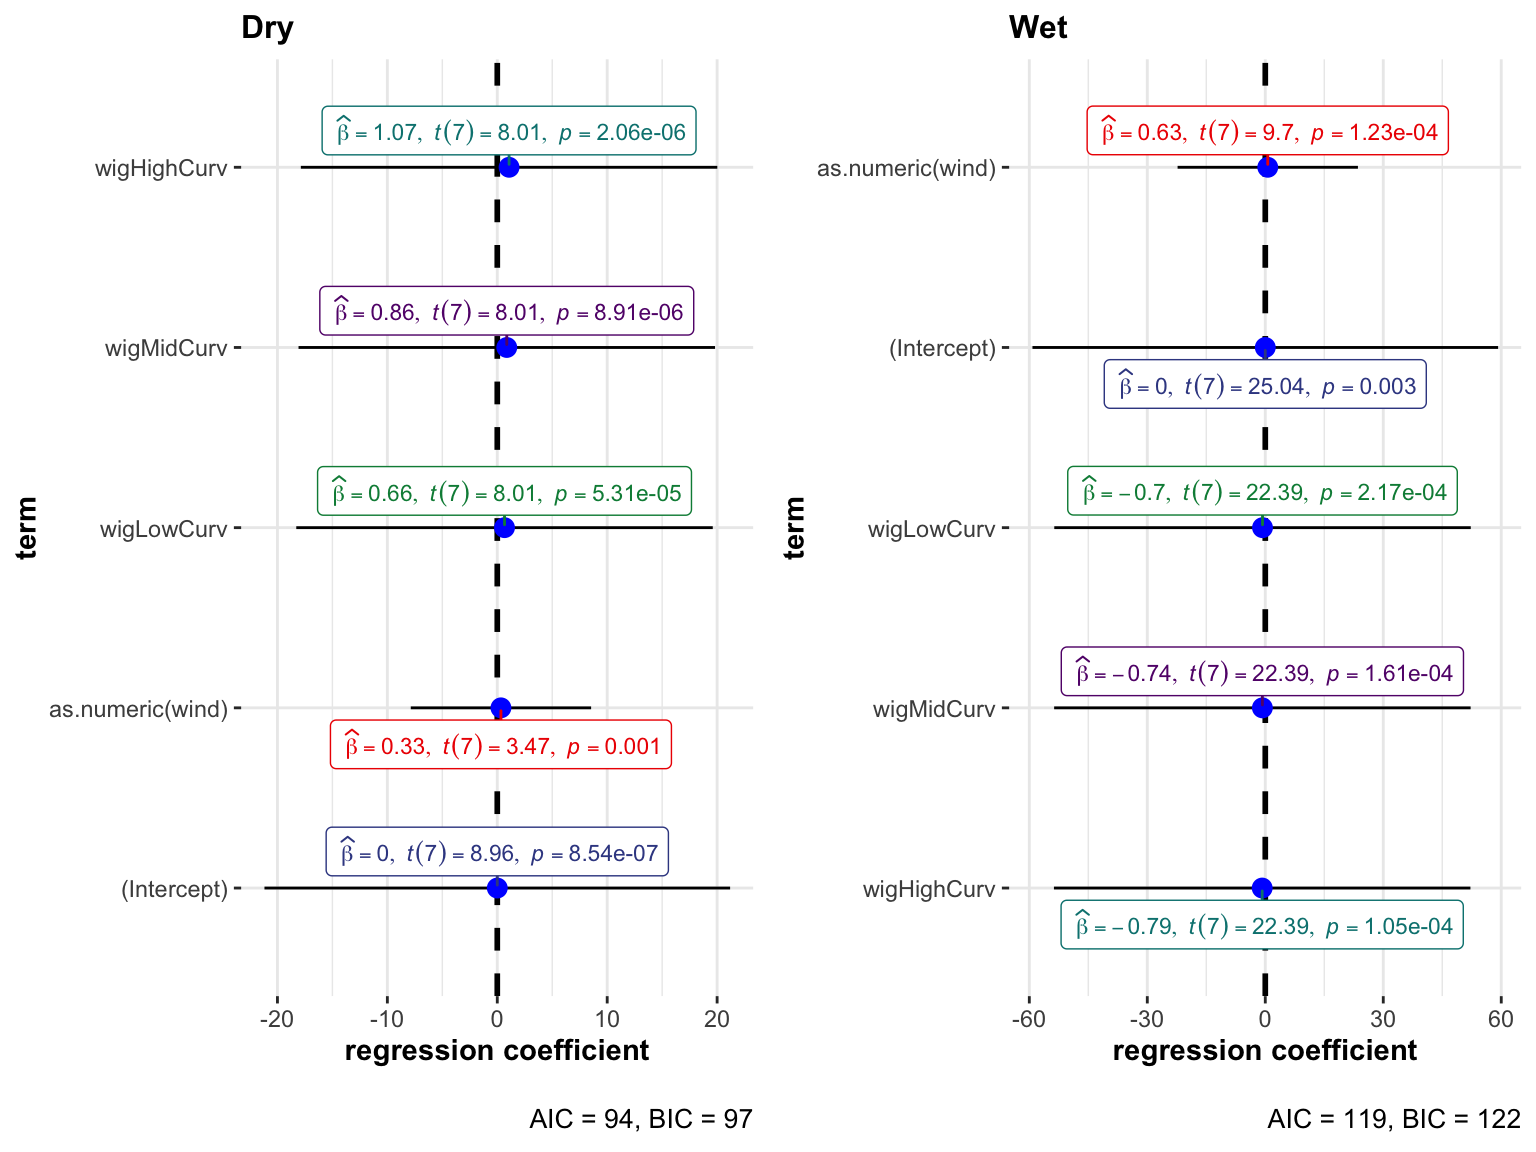 Dry
β̂ = 1.07, t(7) = 8.01, p = 2.06e-06
wigHighCurv
β̂ = 0.86, t(7) = 8.01, p = 8.91e-06
wigMidCurv
β̂ = 0.66, t(7) = 8.01, p = 5.31e-05
wigLowCurv
term
as.numeric(wind)
β̂ = 0.33, t(7) = 3.47, p = 0.001
β̂ = 0, t(7) = 8.96, p = 8.54e-07
(Intercept)
-20 -10 0 10 20
regression coefficient
AIC = 94, BIC = 97
Wet
β̂ = 0.63, t(7) = 9.7, p = 1.23e-04
as.numeric(wind)
(Intercept)
β̂ = 0, t(7) = 25.04, p = 0.003
β̂ = −0.7, t(7) = 22.39, p = 2.17e-04
wigLowCurv
term
β̂ = −0.74, t(7) = 22.39, p = 1.61e-04
wigMidCurv
wigHighCurv
β̂ = −0.79, t(7) = 22.39, p = 1.05e-04
-60 -30 0 30 60
regression coefficient
AIC = 119, BIC = 122